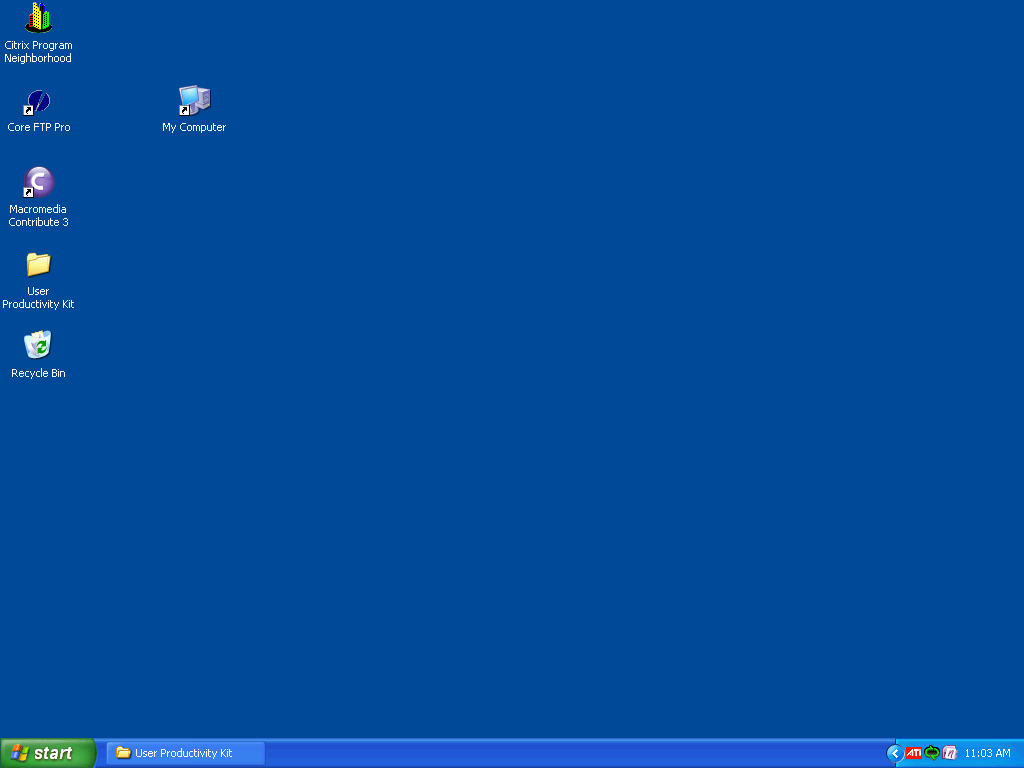 Citrix Program
Neighborhood
Core FTP Pro
My Computer
Macromedia
Contribute 3
User
Productivity Kit
Recycle Bin
start
User Productivity Kit
ATI
11:03 AM